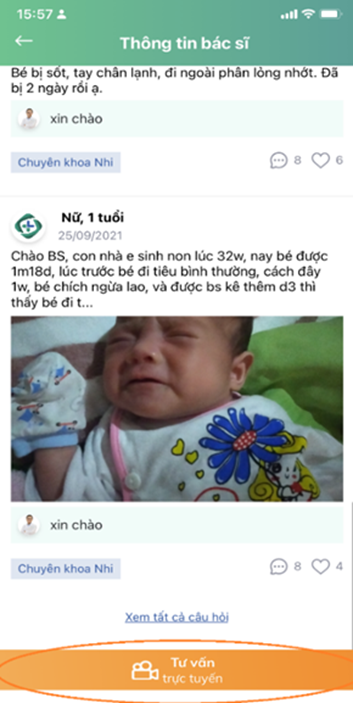 15:57
Thông tin bác sĩ
Bé bị sốt, tay chân lạnh, đi ngoài phân lỏng nhớt. Đã
bị 2 ngày rồi ạ.
xin chào
Chuyên khoa Nhi 8 6
Nữ, 1 tuổi
25/09/2021
Chào BS, con nhà e sinh non lúc 32w, nay bé được
1m18d, lúc trước bé đi tiêu bình thường, cách đây
1w, bé chích ngừa lao, và được bs kê thêm d3 thì
thấy bé đi t...
xin chào
Chuyên khoa Nhi 8 4
Xem tất cả câu hỏi
Tư vấn
trực tuyến